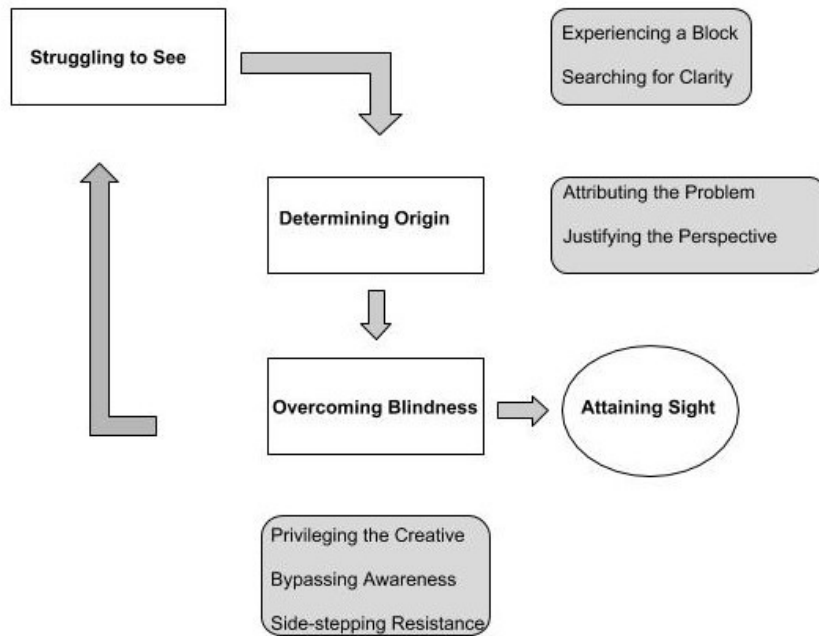 Struggling to See
Experiencing a Block
Searching for Clarity
Determining Origin
Attributing the Problem
Justifying the Perspective
Overcoming Blindness
Attaining Sight
Privileging the Creative
Bypassing Awareness
Side-stepping Resistance